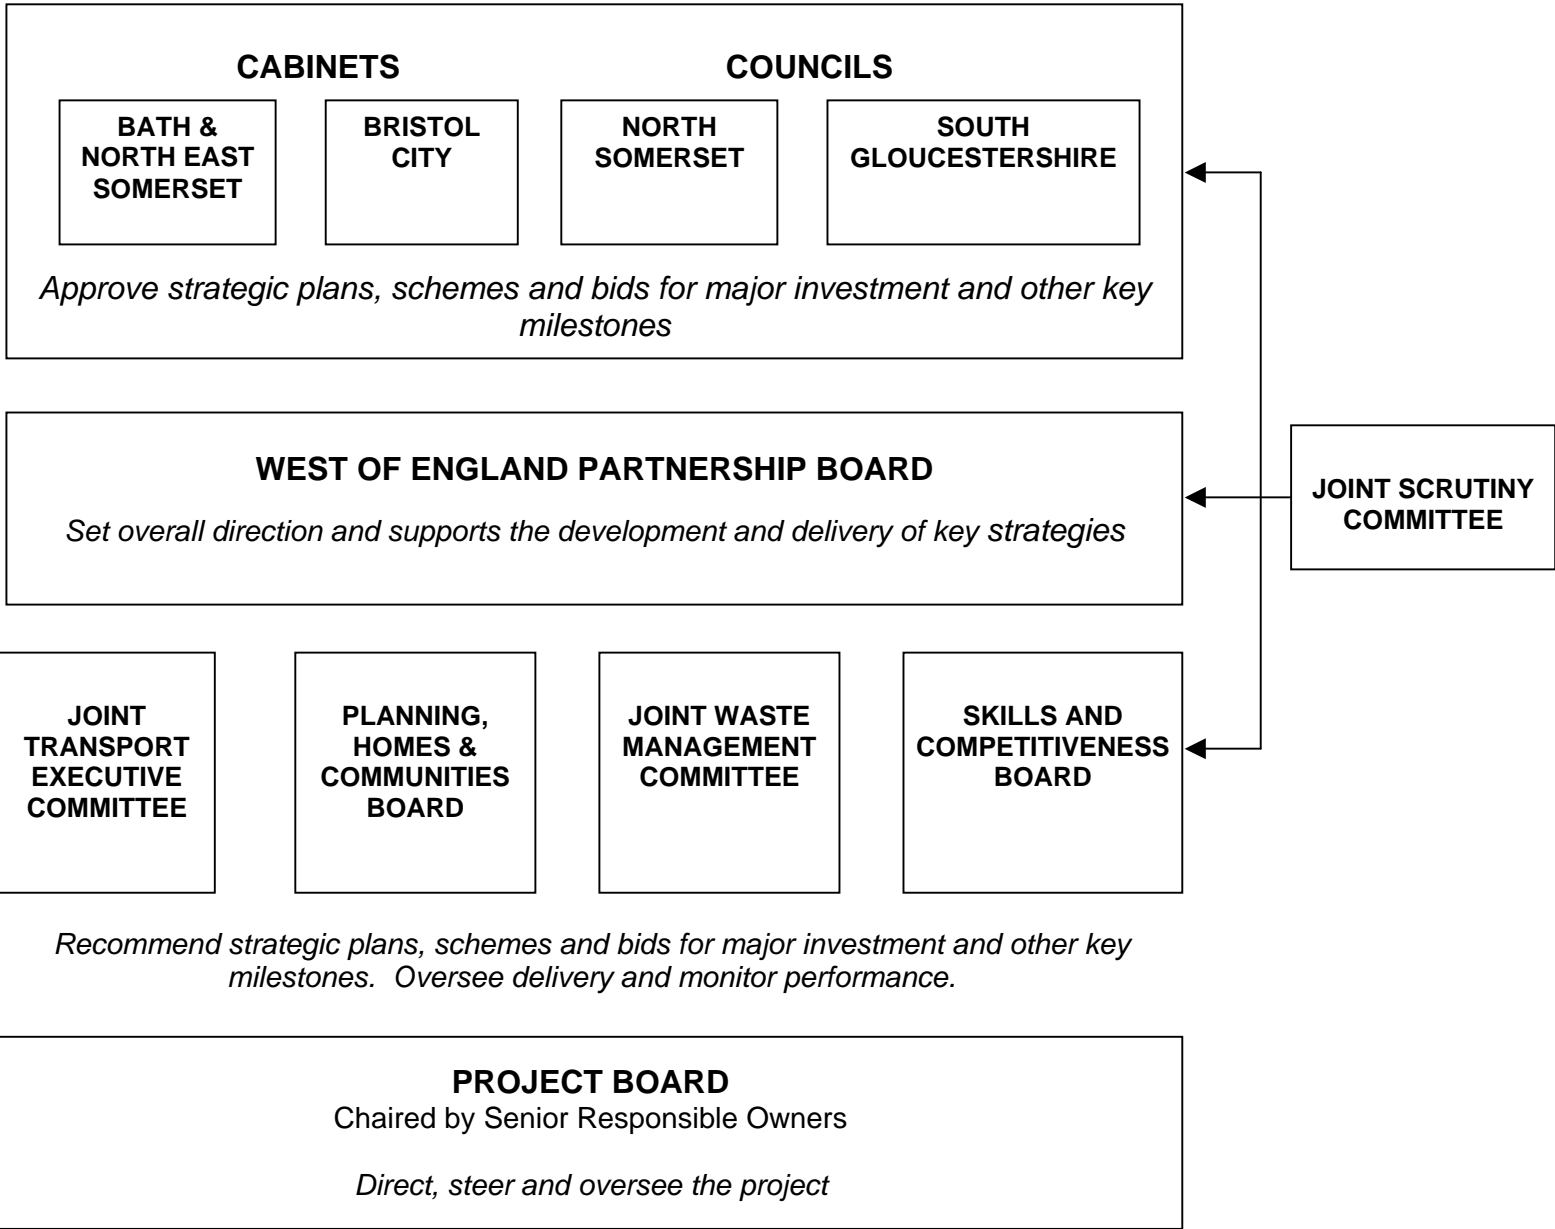 CABINETS
COUNCILS
BATH &
NORTH EAST
SOMERSET
BRISTOL
CITY
NORTH
SOMERSET
SOUTH
GLOUCESTERSHIRE
Approve strategic plans, schemes and bids for major investment and other key
milestones
WEST OF ENGLAND PARTNERSHIP BOARD
Set overall direction and supports the development and delivery of key strategies
JOINT SCRUTINY
COMMITTEE
JOINT
TRANSPORT
EXECUTIVE
COMMITTEE
PLANNING,
HOMES &
COMMUNITIES
BOARD
JOINT WASTE
MANAGEMENT
COMMITTEE
SKILLS AND
COMPETITIVENESS
BOARD
Recommend strategic plans, schemes and bids for major investment and other key
milestones.  Oversee delivery and monitor performance.
PROJECT BOARD
Chaired by Senior Responsible Owners
Direct, steer and oversee the project